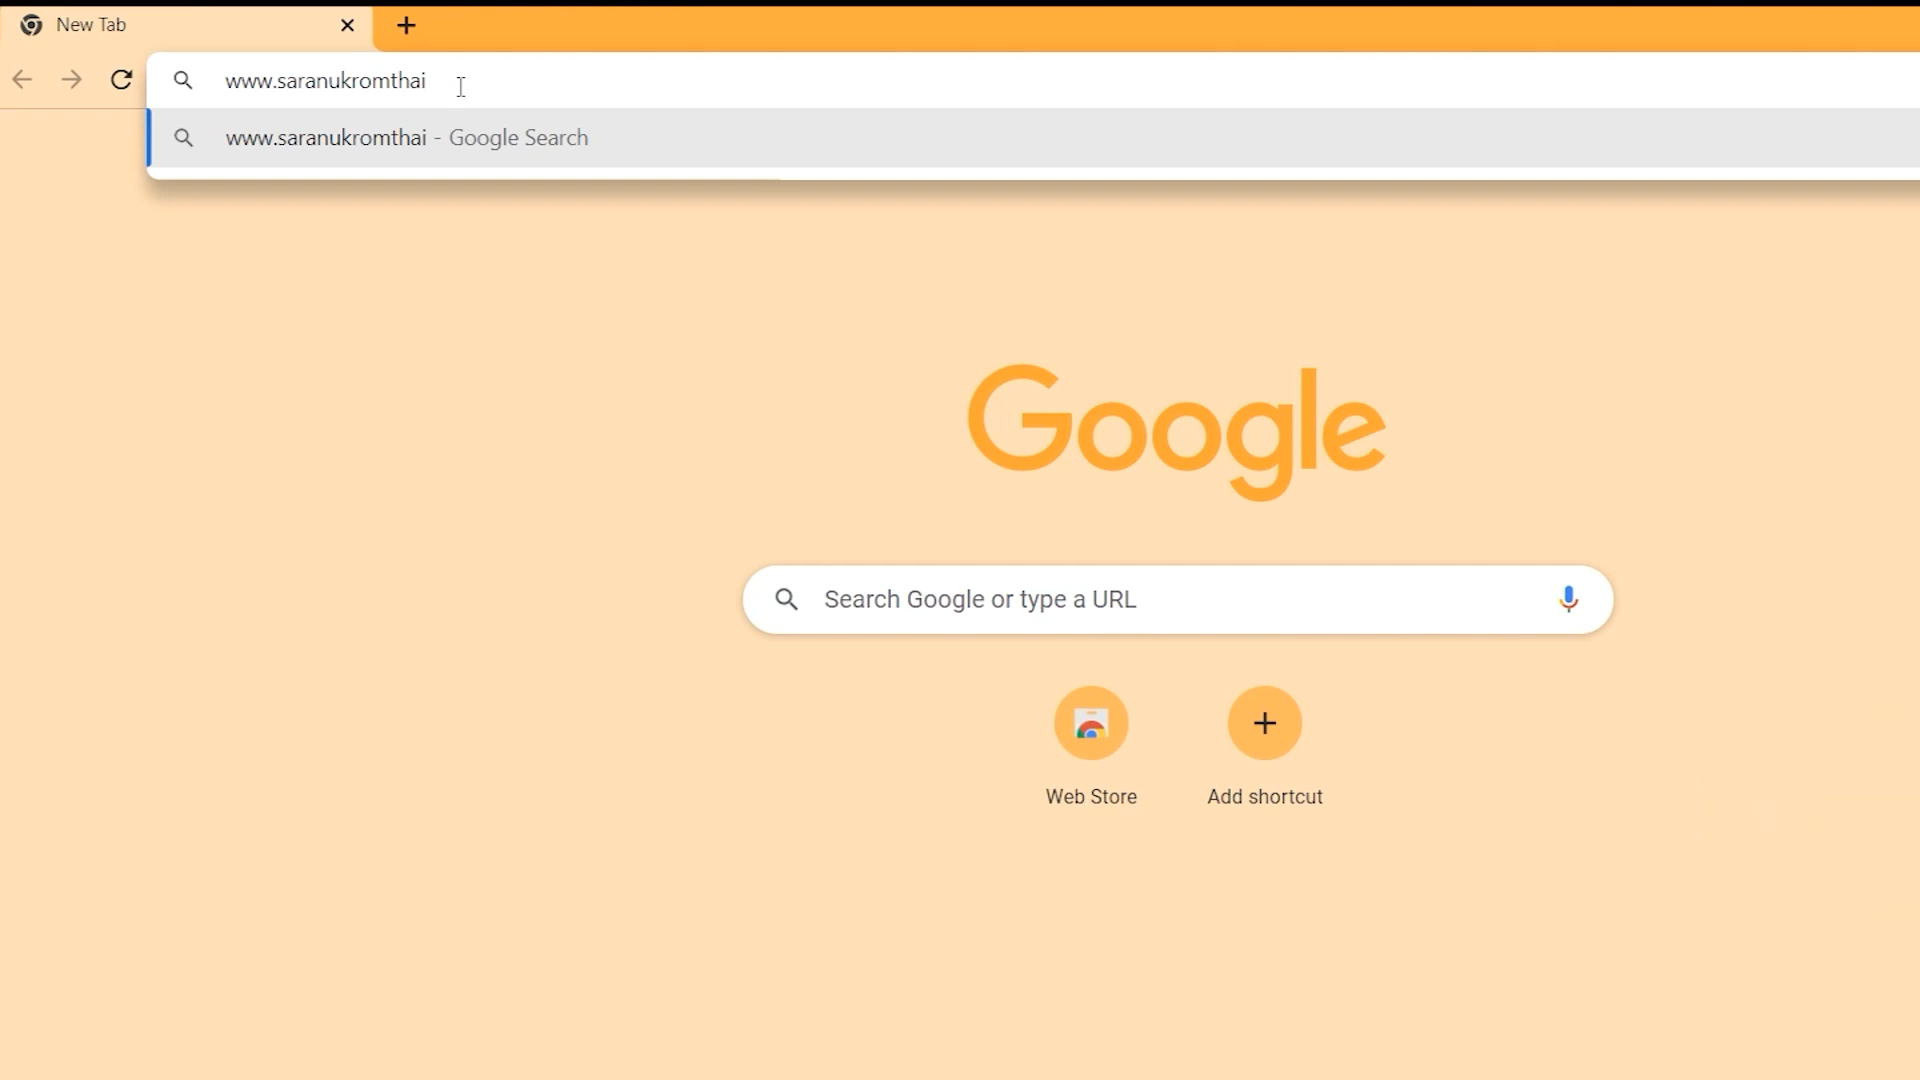 New Tab
www.saranukromthai
www.saranukromthai - Google Search
Google
Search Google or type a URL
Web Store
Add shortcut